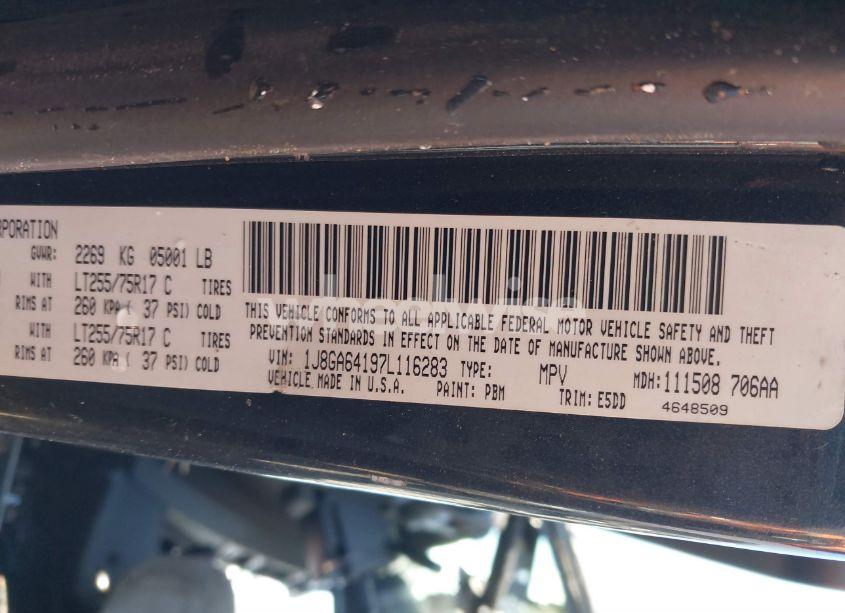 RPORATION
GVWR: 2269 KG 05001 LB
WITH LT255/75R17 C TIRES
RIMS AT 260 KPA ( 37 PSI) COLD
WITH LT255/75R17 C TIRES
RIMS AT 260 KPA ( 37 PSI) COLD
THIS VEHICLE CONFORMS TO ALL APPLICABLE FEDERAL MOTOR VEHICLE SAFETY AND THEFT
PREVENTION STANDARDS IN EFFECT ON THE DATE OF MANUFACTURE SHOWN ABOVE.
VIN: 1J8GA64197L116283 TYPE: MPV MDH: 111508 706AA
VEHICLE MADE IN U.S.A. PAINT: PBM TRIM: E5DD 4648509